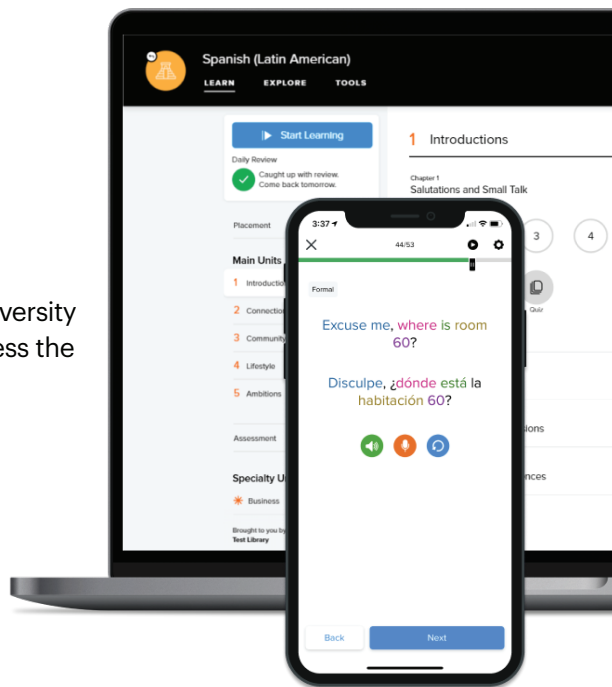 Spanish (Latin American)
LEARN EXPLORE TOOLS
Start Learning
Daily Review
Caught up with review.
Come back tomorrow.
Placement
Main Units
1 Introductio
2 Connection
3 Community
4 Lifestyle
5 Ambitions
Assessment
Specialty U
Business
Brought to you by
Test Library
1 Introductions
Chapter 1
Salutations and Small Talk
3 4
Quiz
ions
nces
versity
ess the
3:37
44/53
Formal
Excuse me, where is room
60?
Disculpe, ¿dónde está la
habitación 60?
Back Next